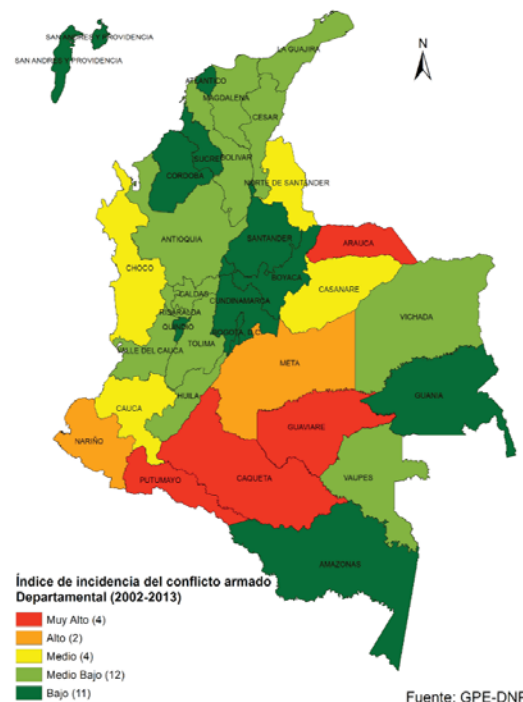 SAN ANDRES Y PROVIDENCIA
SAN ANDRES Y PROVIDENCIA
N
LA GUAJIRA
ATLANTICO
MAGDALENA
CESAR
SUCRE
BOLIVAR
CORDOBA
NORTE DE SANTANDER
ANTIOQUIA
SANTANDER
ARAUCA
CHOCO
BOYACA
CASANARE
CALDAS
CUNDINAMARCA
RISARALDA
VICHADA
QUINDIO
BOGOTA, D.C.
TOLIMA
VALLE DEL CAUCA
META
GUANIA
HUILA
CAUCA
GUAVIARE
NARIÑO
VAUPES
PUTUMAYO
CAQUETA
AMAZONAS
Índice de incidencia del conflicto armado
Departamental (2002-2013)
Muy Alto (4)
Alto (2)
Medio (4)
Medio Bajo (12)
Bajo (11)
Fuente: GPE-DNP